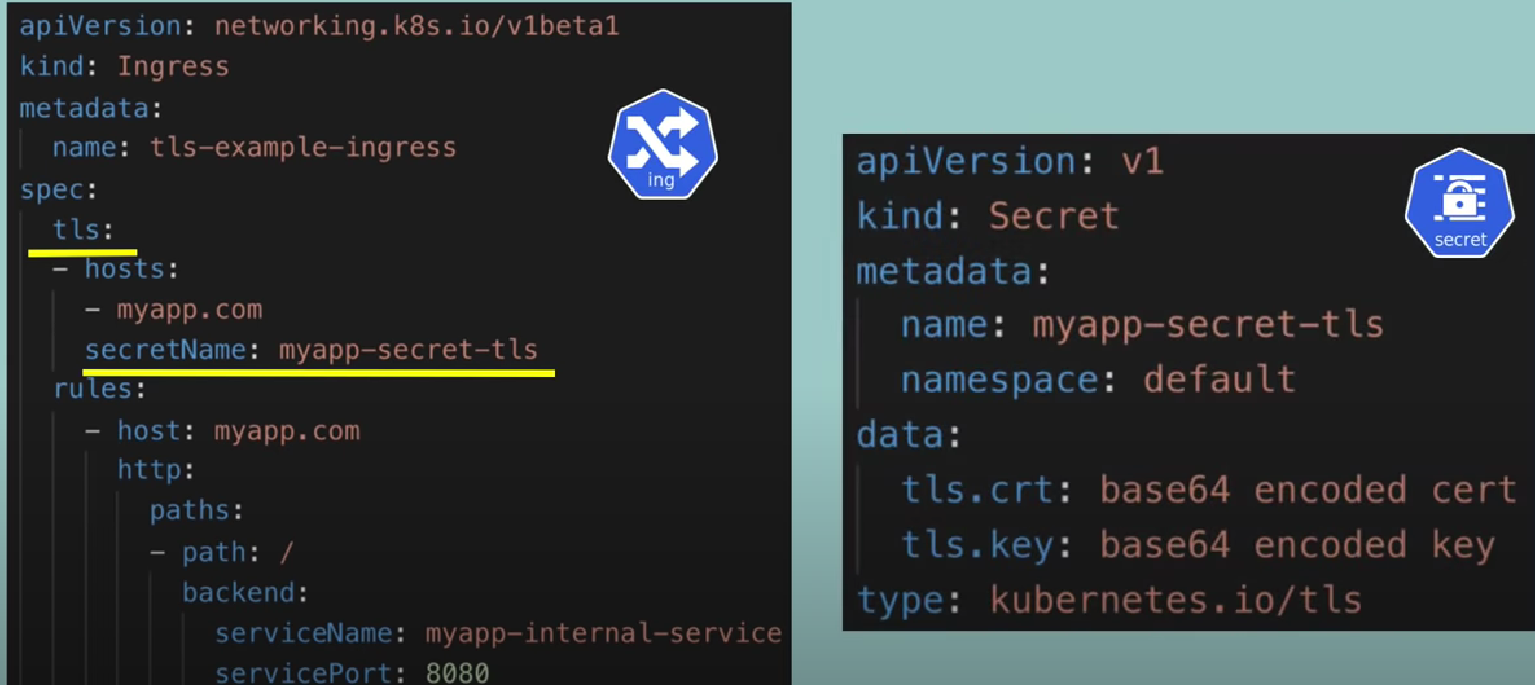 apiVersion: networking.k8s.io/v1beta1
kind: Ingress
metadata:
  name: tls-example-ingress
spec:
  tls:
  - hosts:
    - myapp.com
    secretName: myapp-secret-tls
  rules:
    - host: myapp.com
      http:
        paths:
        - path: /
          backend:
            serviceName: myapp-internal-service
            servicePort: 8080
ing
apiVersion: v1
kind: Secret
metadata:
  name: myapp-secret-tls
  namespace: default
data:
  tls.crt: base64 encoded cert
  tls.key: base64 encoded key
type: kubernetes.io/tls
secret